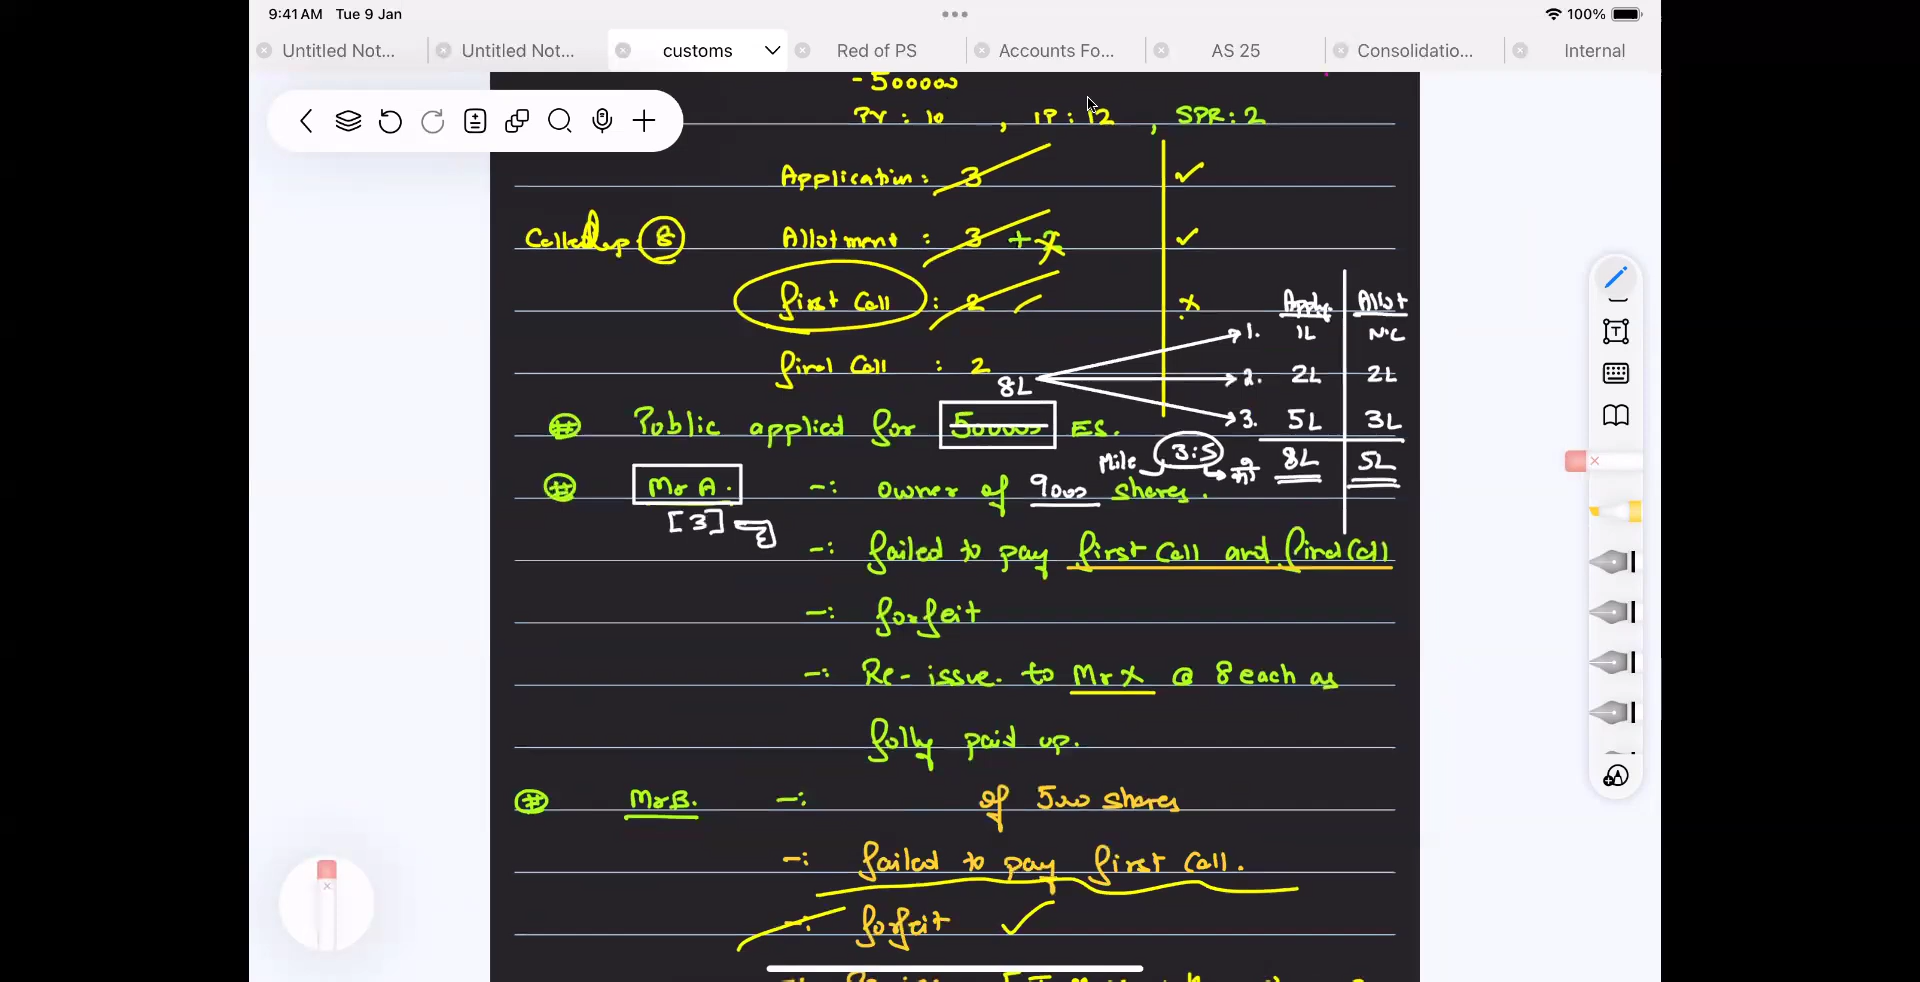 9:41 AM Tue 9 Jan
100%
Untitled Not...
Untitled Not...
customs
Red of PS
Accounts Fo...
AS 25
Consolidatio...
Internal
- 500000
FV : 10 , IP : 12 , SPR : 2
Application : 3 ✓
Called up : 8 Allotment : 3 + 2 ✓
first Call : 2 x
final Call : 2
Apply Allot
8L
1. 1L NIL
2. 2L 2L
3. 5L 3L
8L 5L
# Public applied for 500000 ES.
Mile 3:5
# Mr A. -: owner of 9000 shares.
[3]
-: failed to pay first Call and final Call
-: forfeit
-: Re-issue to Mr X @ 8 each as
fully paid up.
# Mr B. -: of 5000 shares
-: failed to pay first Call.
-: forfeit ✓